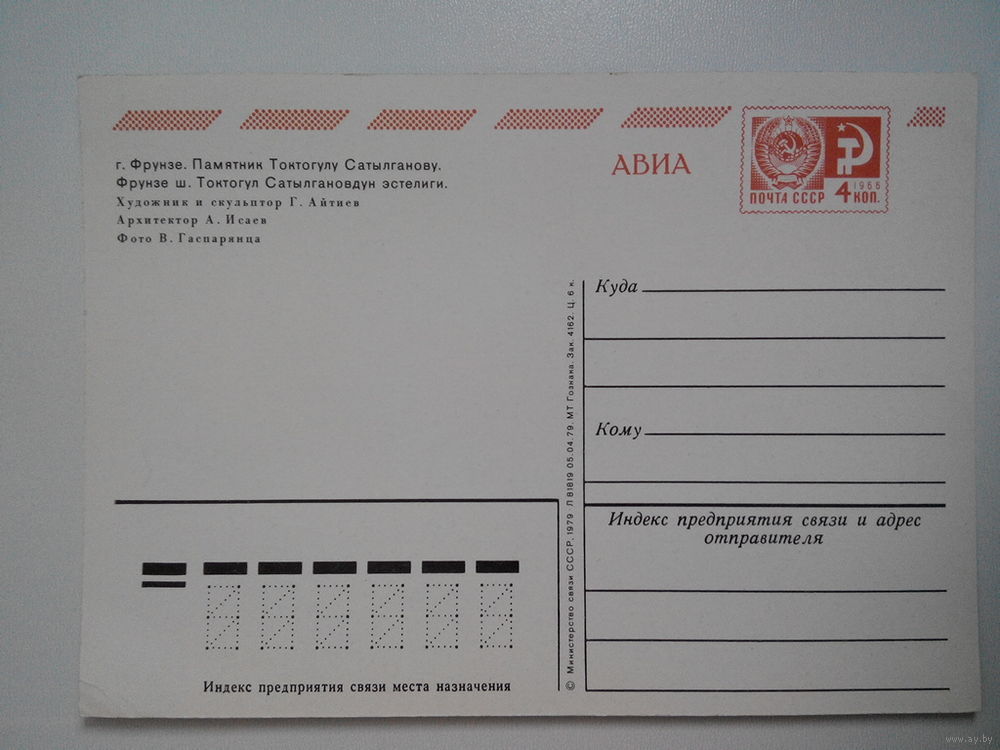 г. Фрунзе. Памятник Токтогулу Сатылганову.
Фрунзе ш. Токтогул Сатылгановдун эстелиги.
Художник и скульптор Г. Айтиев
Архитектор А. Исаев
Фото В. Гаспарянца
АВИА
ПОЧТА СССР
1966
4 КОП.
Куда
Кому
Индекс предприятия связи и адрес
отправителя
© Министерство связи СССР. 1979. Л 81819 05.04.79. МТ Гознака. Зак. 4162. Ц. 6 к.
Индекс предприятия связи места назначения
www.ay.by